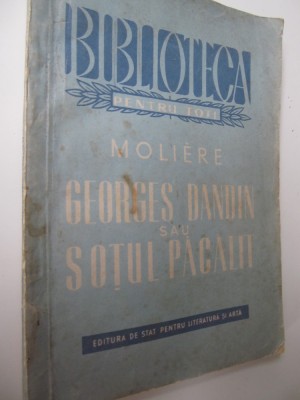 BIBLIOTECA
PENTRU TOȚI
MOLIÈRE
GEORGES DANDIN
SAU
SOȚUL PĂCĂLIT
EDITURA DE STAT PENTRU LITERATURĂ ȘI ARTĂ